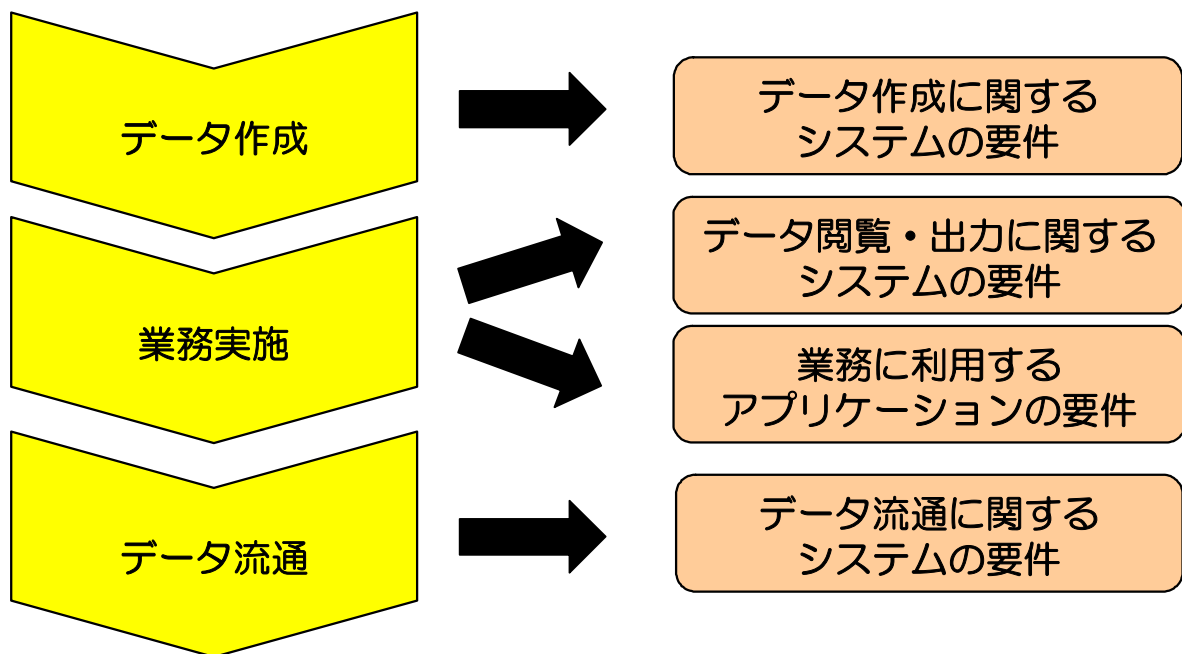 データ作成
データ作成に関する
システムの要件
業務実施
データ閲覧・出力に関する
システムの要件
業務に利用する
アプリケーションの要件
データ流通
データ流通に関する
システムの要件